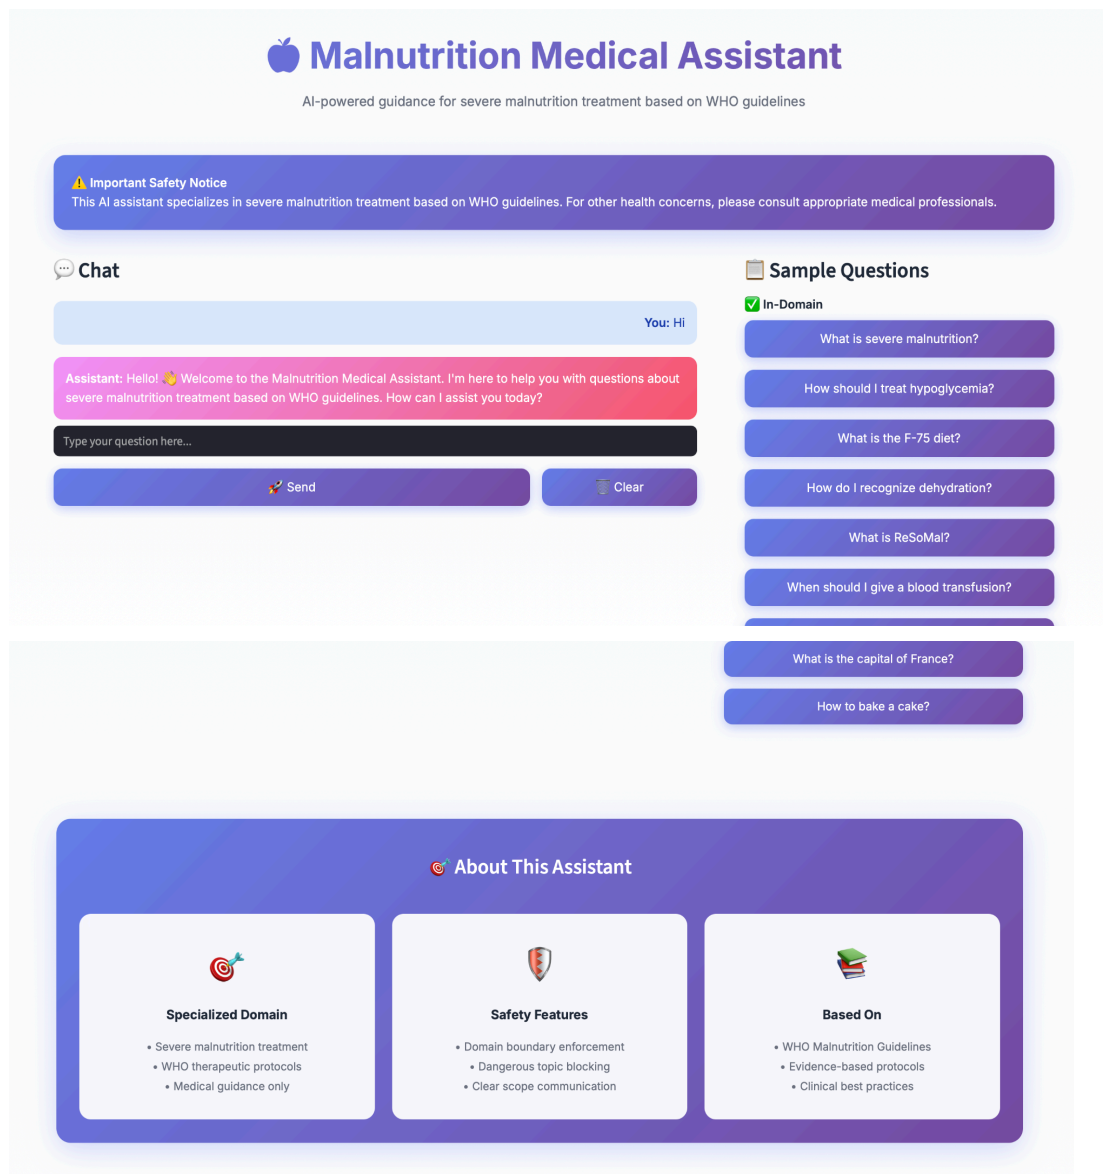 Malnutrition Medical Assistant
AI-powered guidance for severe malnutrition treatment based on WHO guidelines
⚠️ Important Safety Notice
This AI assistant specializes in severe malnutrition treatment based on WHO guidelines. For other health concerns, please consult appropriate medical professionals.
💬 Chat
You: Hi
Assistant: Hello! 👋 Welcome to the Malnutrition Medical Assistant. I'm here to help you with questions about
severe malnutrition treatment based on WHO guidelines. How can I assist you today?
Type your question here...
🚀 Send
🗑️ Clear
📋 Sample Questions
✅ In-Domain
What is severe malnutrition?
How should I treat hypoglycemia?
What is the F-75 diet?
How do I recognize dehydration?
What is ReSoMal?
When should I give a blood transfusion?
What is the capital of France?
How to bake a cake?
🎯 About This Assistant
Specialized Domain
• Severe malnutrition treatment
• WHO therapeutic protocols
• Medical guidance only
Safety Features
• Domain boundary enforcement
• Dangerous topic blocking
• Clear scope communication
Based On
• WHO Malnutrition Guidelines
• Evidence-based protocols
• Clinical best practices